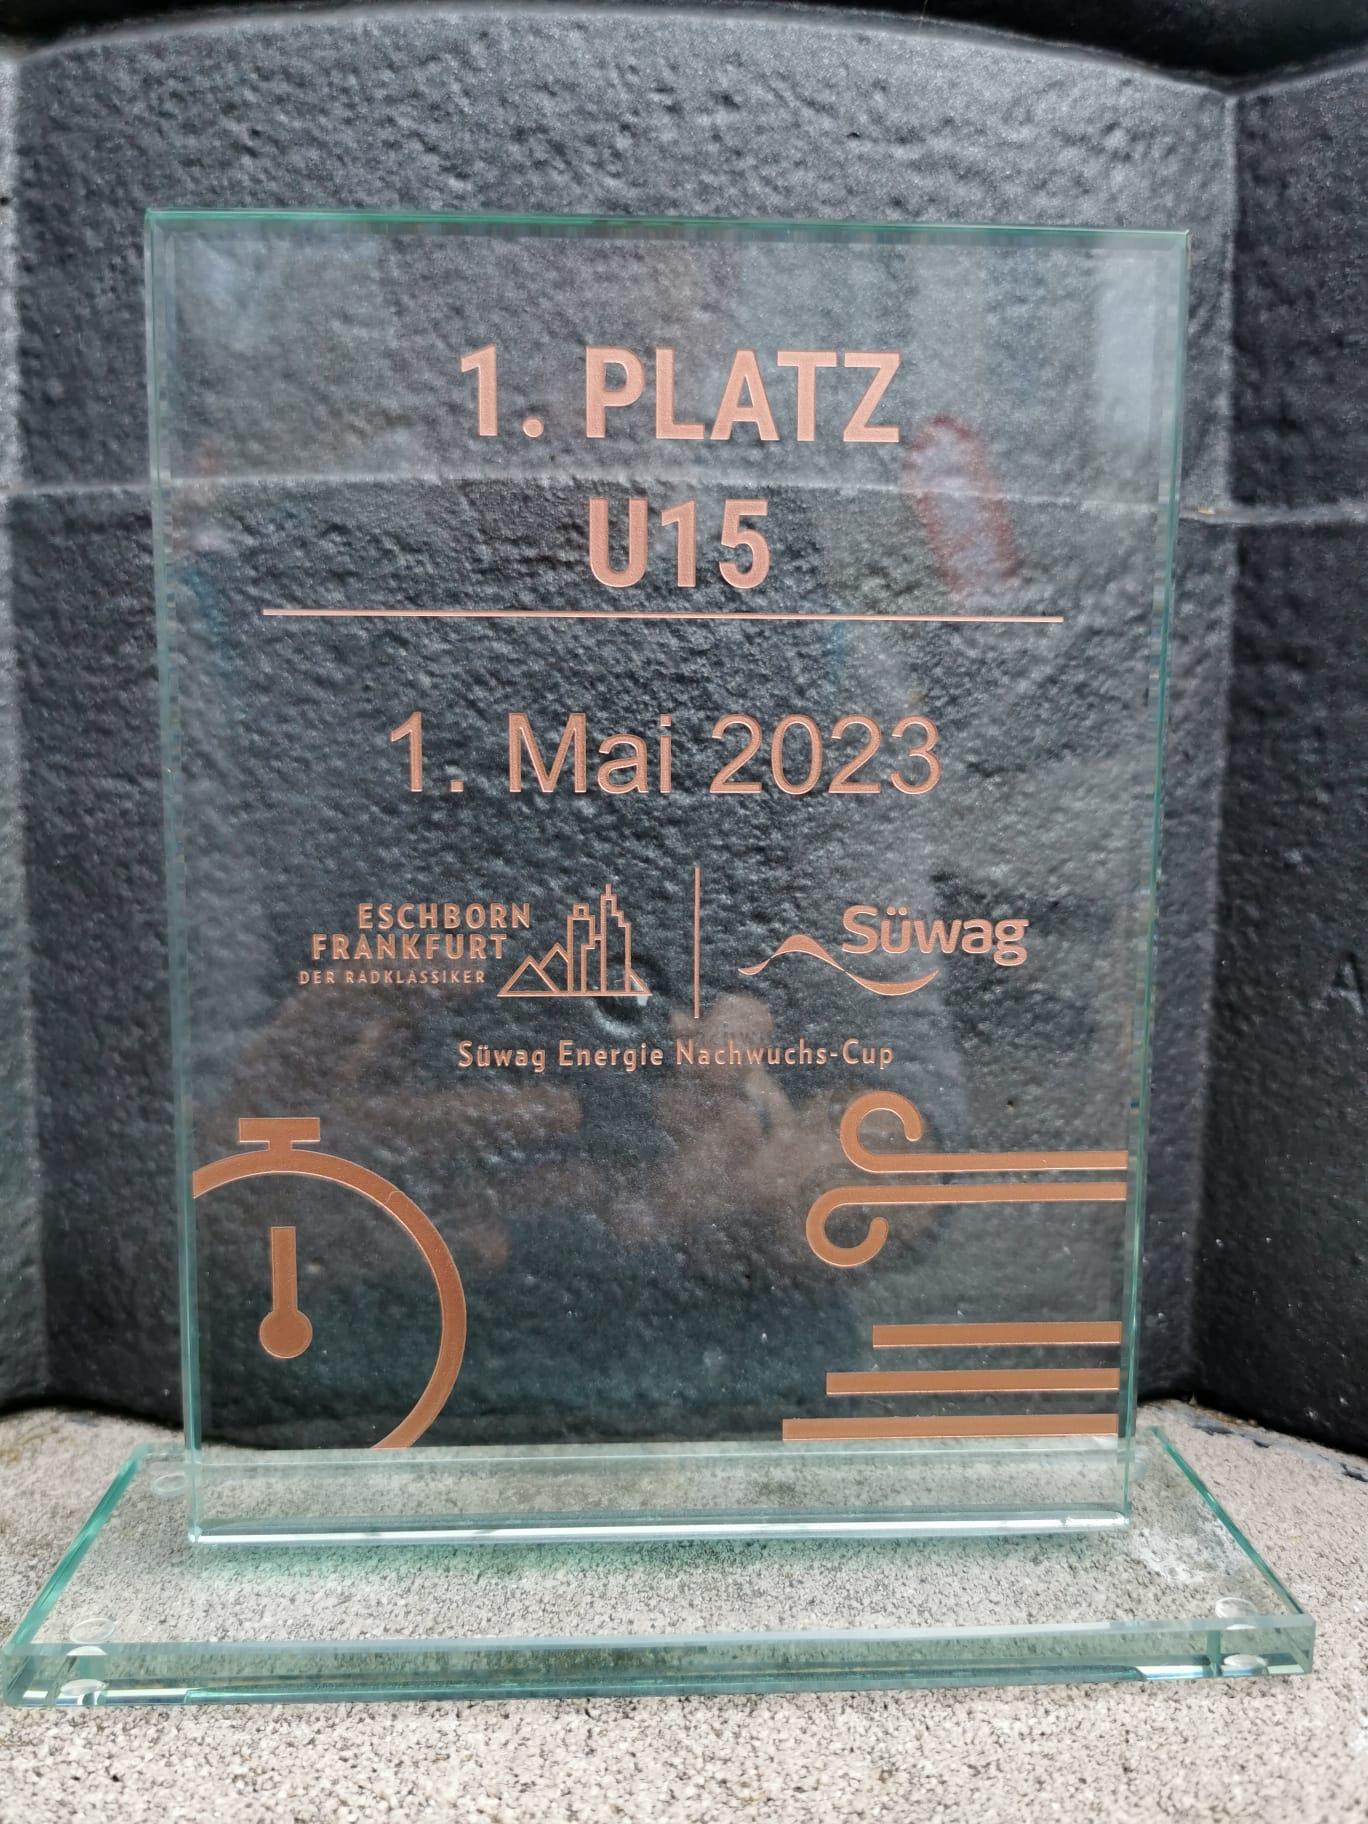 1. PLATZ
U15
1. Mai 2023
ESCHBORN
FRANKFURT
DER RADKLASSIKER
Süwag
Süwag Energie Nachwuchs-Cup